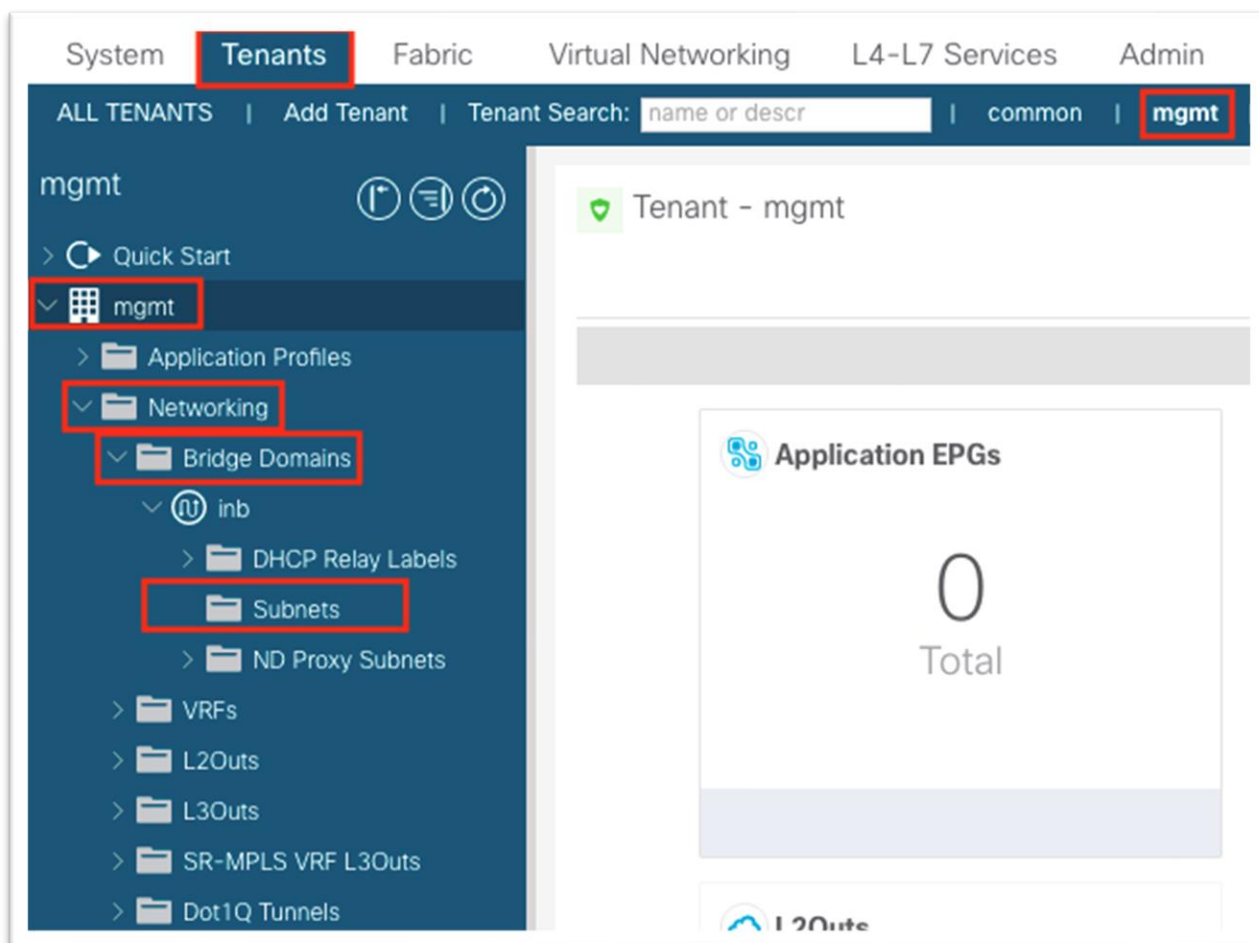 System Tenants Fabric Virtual Networking L4-L7 Services Admin
ALL TENANTS | Add Tenant | Tenant Search: name or descr | common | mgmt
mgmt
Quick Start
mgmt
Application Profiles
Networking
Bridge Domains
inb
DHCP Relay Labels
Subnets
ND Proxy Subnets
VRFs
L2Outs
L3Outs
SR-MPLS VRF L3Outs
Dot1Q Tunnels
Tenant - mgmt
Application EPGs
0
Total
L2Outs